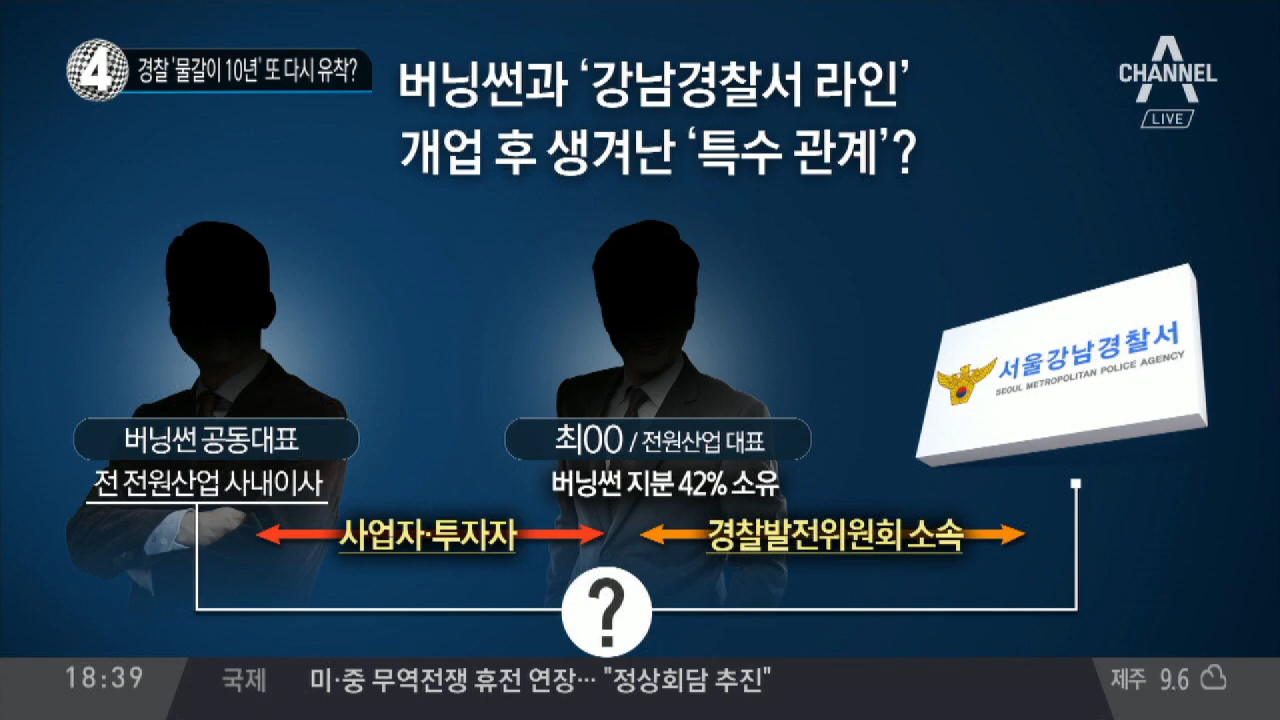 4 경찰 '물갈이 10년' 또 다시 유착?
버닝썬과 ‘강남경찰서 라인’
개업 후 생겨난 ‘특수 관계’?
CHANNEL A
LIVE
서울강남경찰서
SEOUL METROPOLITAN POLICE AGENCY
버닝썬 공동대표
전 전원산업 사내이사
최OO / 전원산업 대표
버닝썬 지분 42% 소유
사업자·투자자
경찰발전위원회 소속
?
18:39
국제
미·중 무역전쟁 휴전 연장… "정상회담 추진"
제주 9.6